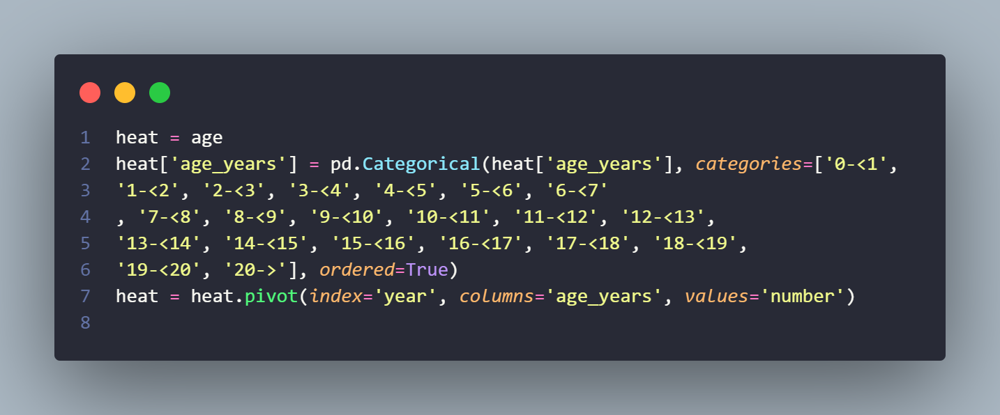 1 heat = age
2 heat['age_years'] = pd.Categorical(heat['age_years'], categories=['0-<1',
3 '1-<2', '2-<3', '3-<4', '4-<5', '5-<6', '6-<7'
4 , '7-<8', '8-<9', '9-<10', '10-<11', '11-<12', '12-<13',
5 '13-<14', '14-<15', '15-<16', '16-<17', '17-<18', '18-<19',
6 '19-<20', '20->'], ordered=True)
7 heat = heat.pivot(index='year', columns='age_years', values='number')
8